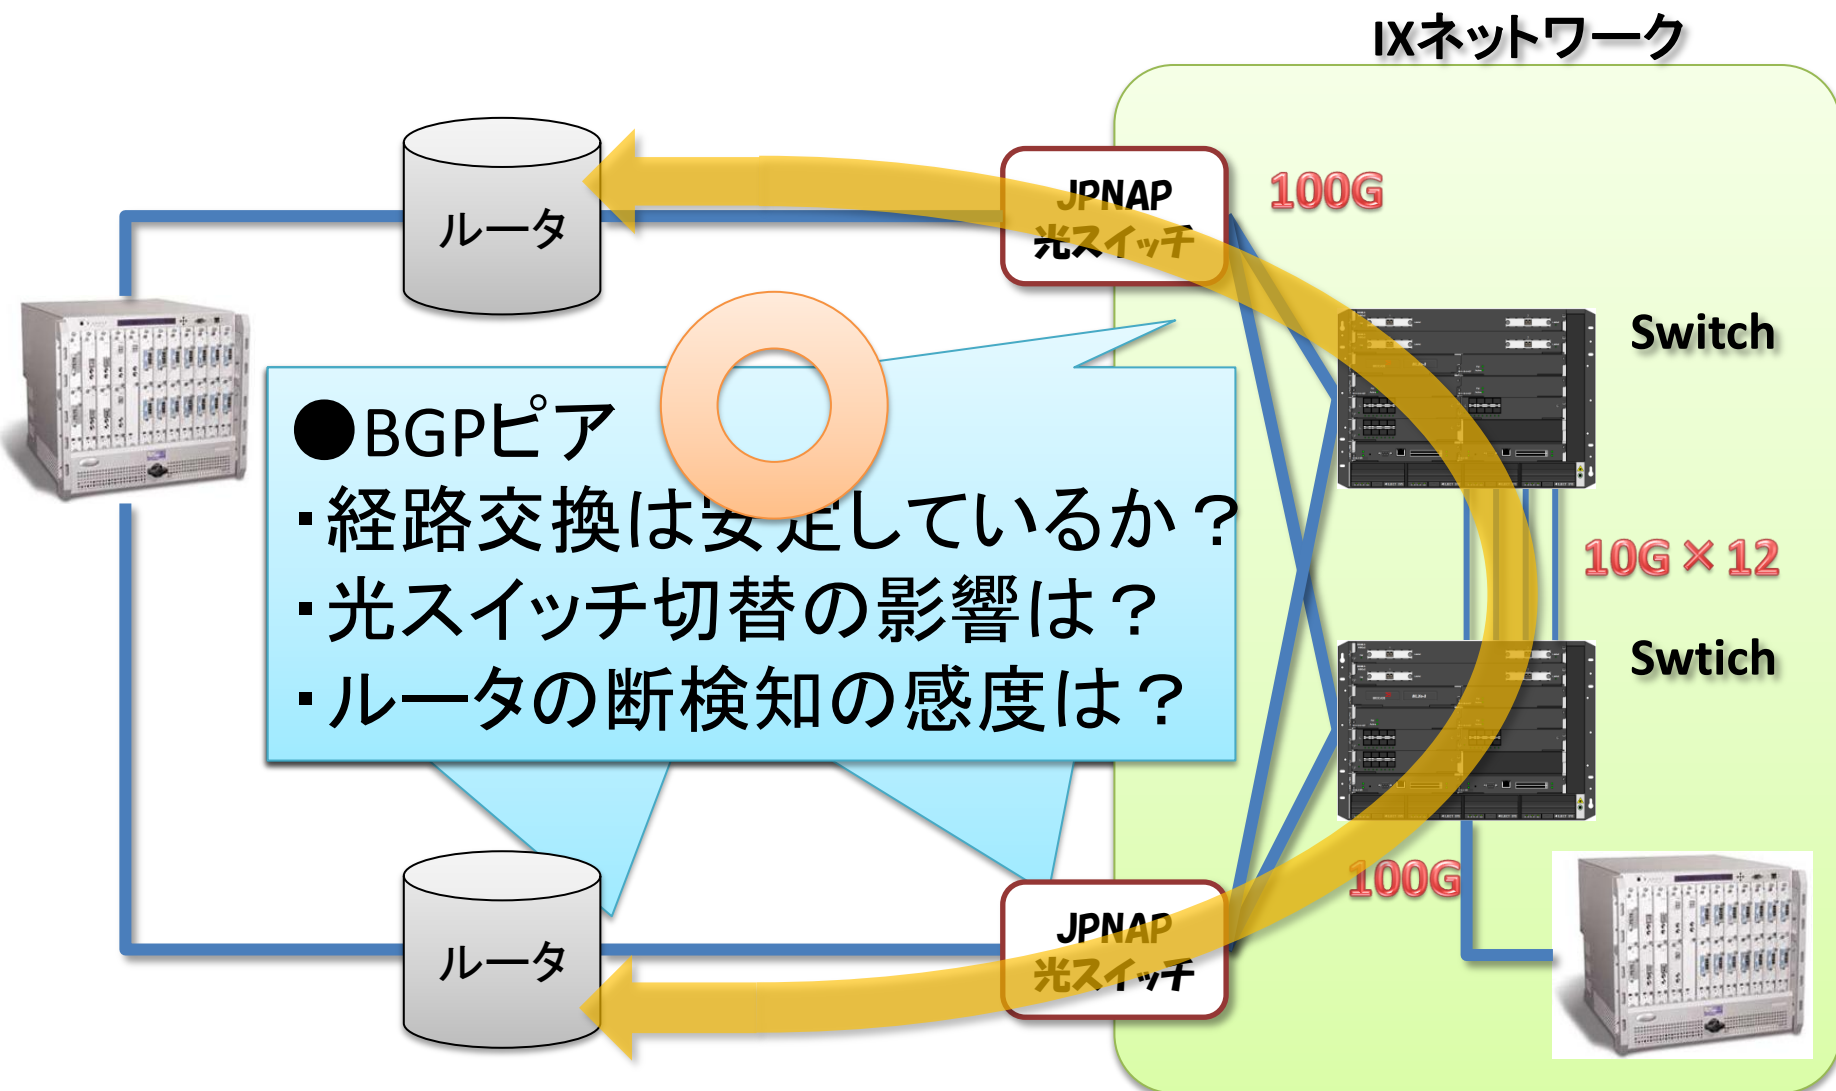 IXネットワーク
ルータ
JPNAP
光スイッチ
100G
Switch
●BGPピア
・経路交換は安定しているか？
・光スイッチ切替の影響は？
・ルータの断検知の感度は？
10G × 12
Swtich
100G
ルータ
JPNAP
光スイッチ